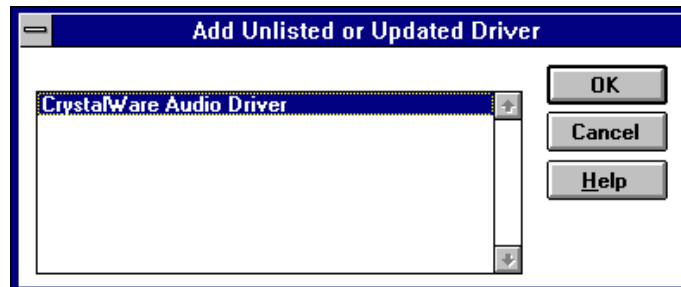 Add Unlisted or Updated Driver
CrystalWare Audio Driver
OK
Cancel
Help